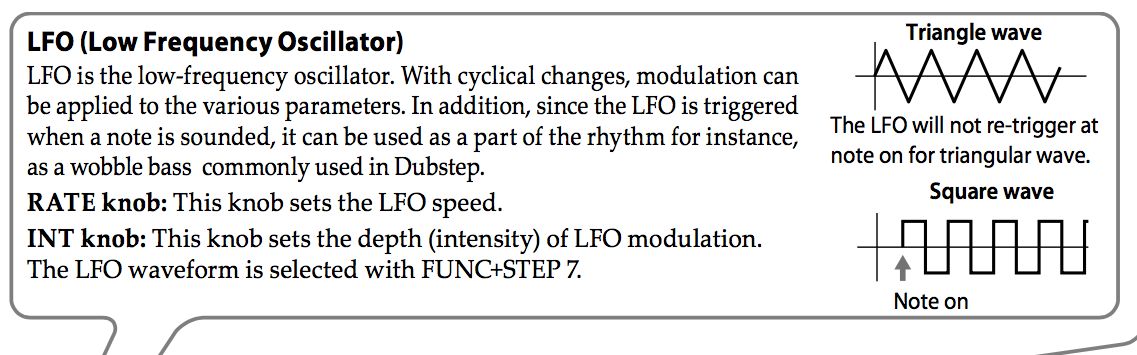 LFO (Low Frequency Oscillator)
LFO is the low-frequency oscillator. With cyclical changes, modulation can
be applied to the various parameters. In addition, since the LFO is triggered
when a note is sounded, it can be used as a part of the rhythm for instance,
as a wobble bass commonly used in Dubstep.
RATE knob: This knob sets the LFO speed.
INT knob: This knob sets the depth (intensity) of LFO modulation.
The LFO waveform is selected with FUNC+STEP 7.
Triangle wave
The LFO will not re-trigger at
note on for triangular wave.
Square wave
Note on